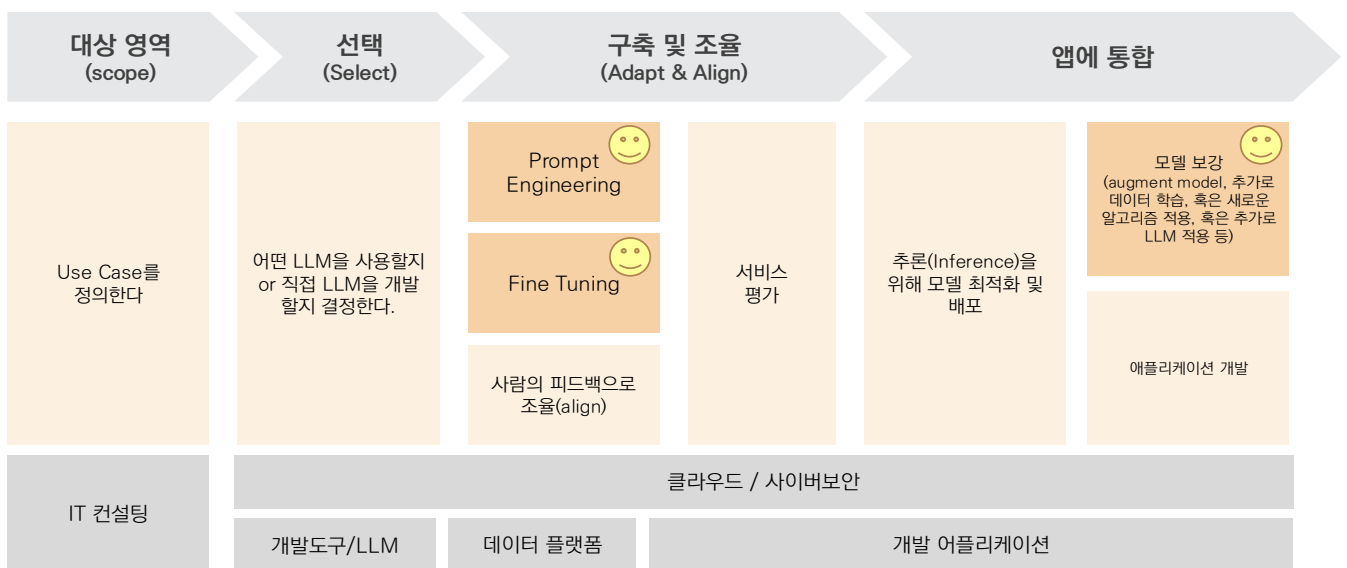 대상 영역
(scope)
선택
(Select)
구축 및 조율
(Adapt & Align)
앱에 통합
Use Case를
정의한다
어떤 LLM을 사용할지
or 직접 LLM을 개발
할지 결정한다.
Prompt
Engineering
Fine Tuning
사람의 피드백으로
조율(align)
서비스
평가
추론(Inference)을
위해 모델 최적화 및
배포
모델 보강
(augment model, 추가로
데이터 학습, 혹은 새로운
알고리즘 적용, 혹은 추가로
LLM 적용 등)
애플리케이션 개발
IT 컨설팅
클라우드 / 사이버보안
개발도구/LLM
데이터 플랫폼
개발 어플리케이션